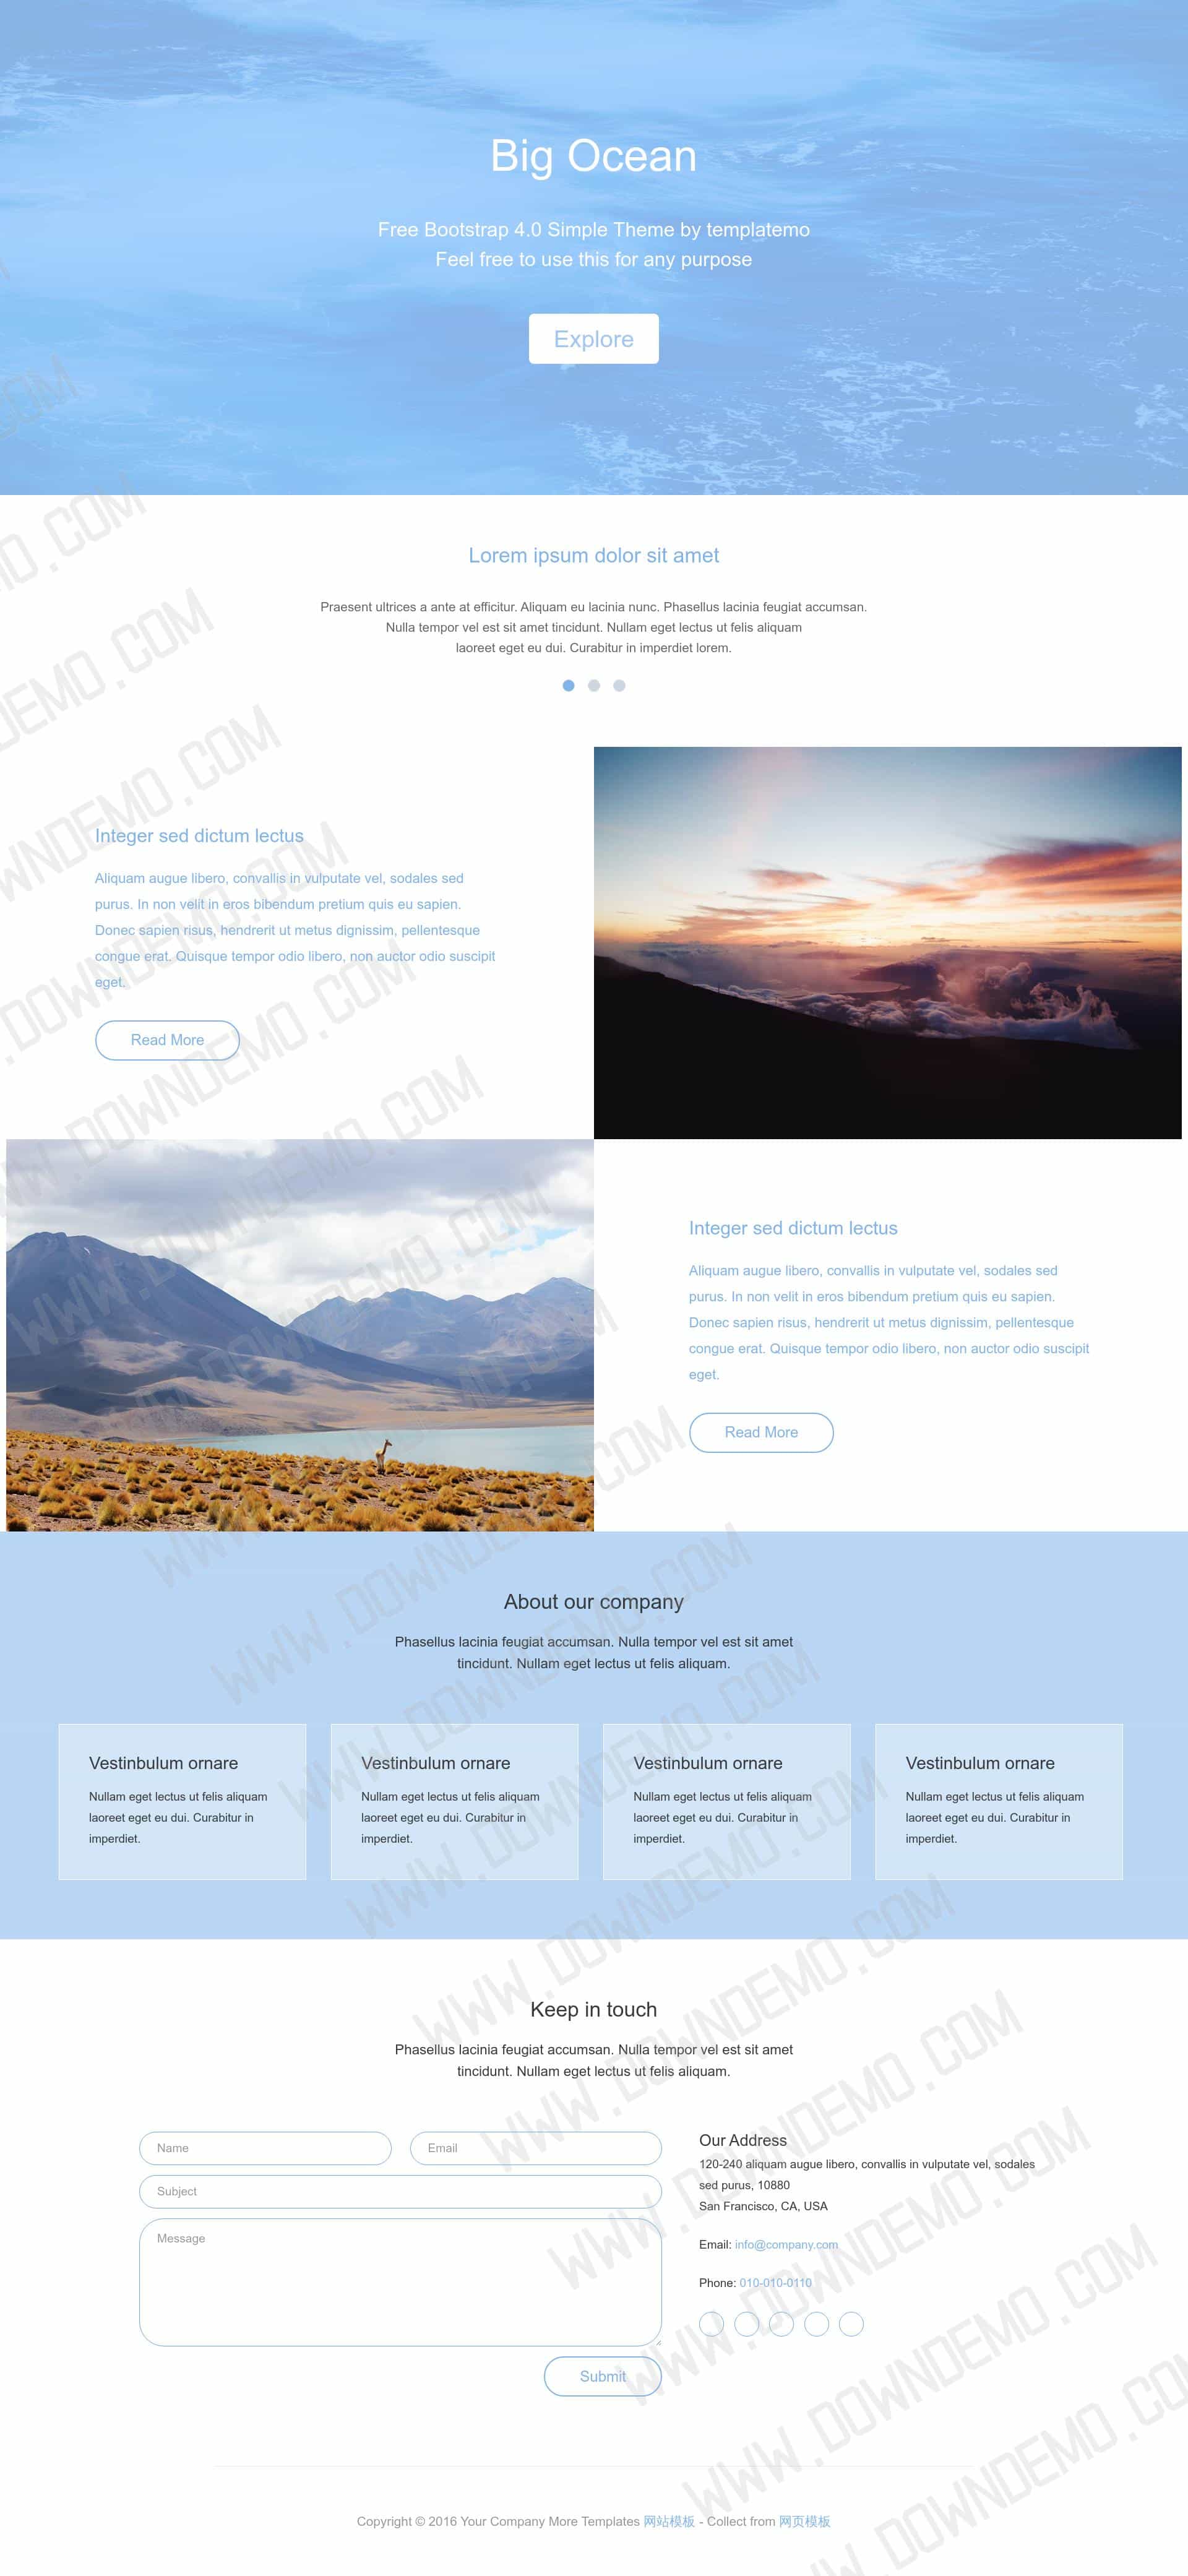 Big Ocean
Free Bootstrap 4.0 Simple Theme by templatemo
Feel free to use this for any purpose
Explore
Lorem ipsum dolor sit amet
Praesent ultrices a ante at efficitur. Aliquam eu lacinia nunc. Phasellus lacinia feugiat accumsan.
Nulla tempor vel est sit amet tincidunt. Nullam eget lectus ut felis aliquam
laoreet eget eu dui. Curabitur in imperdiet lorem.
Integer sed dictum lectus
Aliquam augue libero, convallis in vulputate vel, sodales sed
purus. In non velit in eros bibendum pretium quis eu sapien.
Donec sapien risus, hendrerit ut metus dignissim, pellentesque
congue erat. Quisque tempor odio libero, non auctor odio suscipit
eget.
Read More
Integer sed dictum lectus
Aliquam augue libero, convallis in vulputate vel, sodales sed
purus. In non velit in eros bibendum pretium quis eu sapien.
Donec sapien risus, hendrerit ut metus dignissim, pellentesque
congue erat. Quisque tempor odio libero, non auctor odio suscipit
eget.
Read More
About our company
Phasellus lacinia feugiat accumsan. Nulla tempor vel est sit amet
tincidunt. Nullam eget lectus ut felis aliquam.
Vestinbulum ornare
Nullam eget lectus ut felis aliquam
laoreet eget eu dui. Curabitur in
imperdiet.
Vestinbulum ornare
Nullam eget lectus ut felis aliquam
laoreet eget eu dui. Curabitur in
imperdiet.
Vestinbulum ornare
Nullam eget lectus ut felis aliquam
laoreet eget eu dui. Curabitur in
imperdiet.
Vestinbulum ornare
Nullam eget lectus ut felis aliquam
laoreet eget eu dui. Curabitur in
imperdiet.
Keep in touch
Phasellus lacinia feugiat accumsan. Nulla tempor vel est sit amet
tincidunt. Nullam eget lectus ut felis aliquam.
Name
Email
Subject
Message
Submit
Our Address
120-240 aliquam augue libero, convallis in vulputate vel, sodales
sed purus, 10880
San Francisco, CA, USA
Email: info@company.com
Phone: 010-010-0110
Copyright © 2016 Your Company More Templates 网站模板 - Collect from 网页模板
WWW.DOWNDEMO.COM